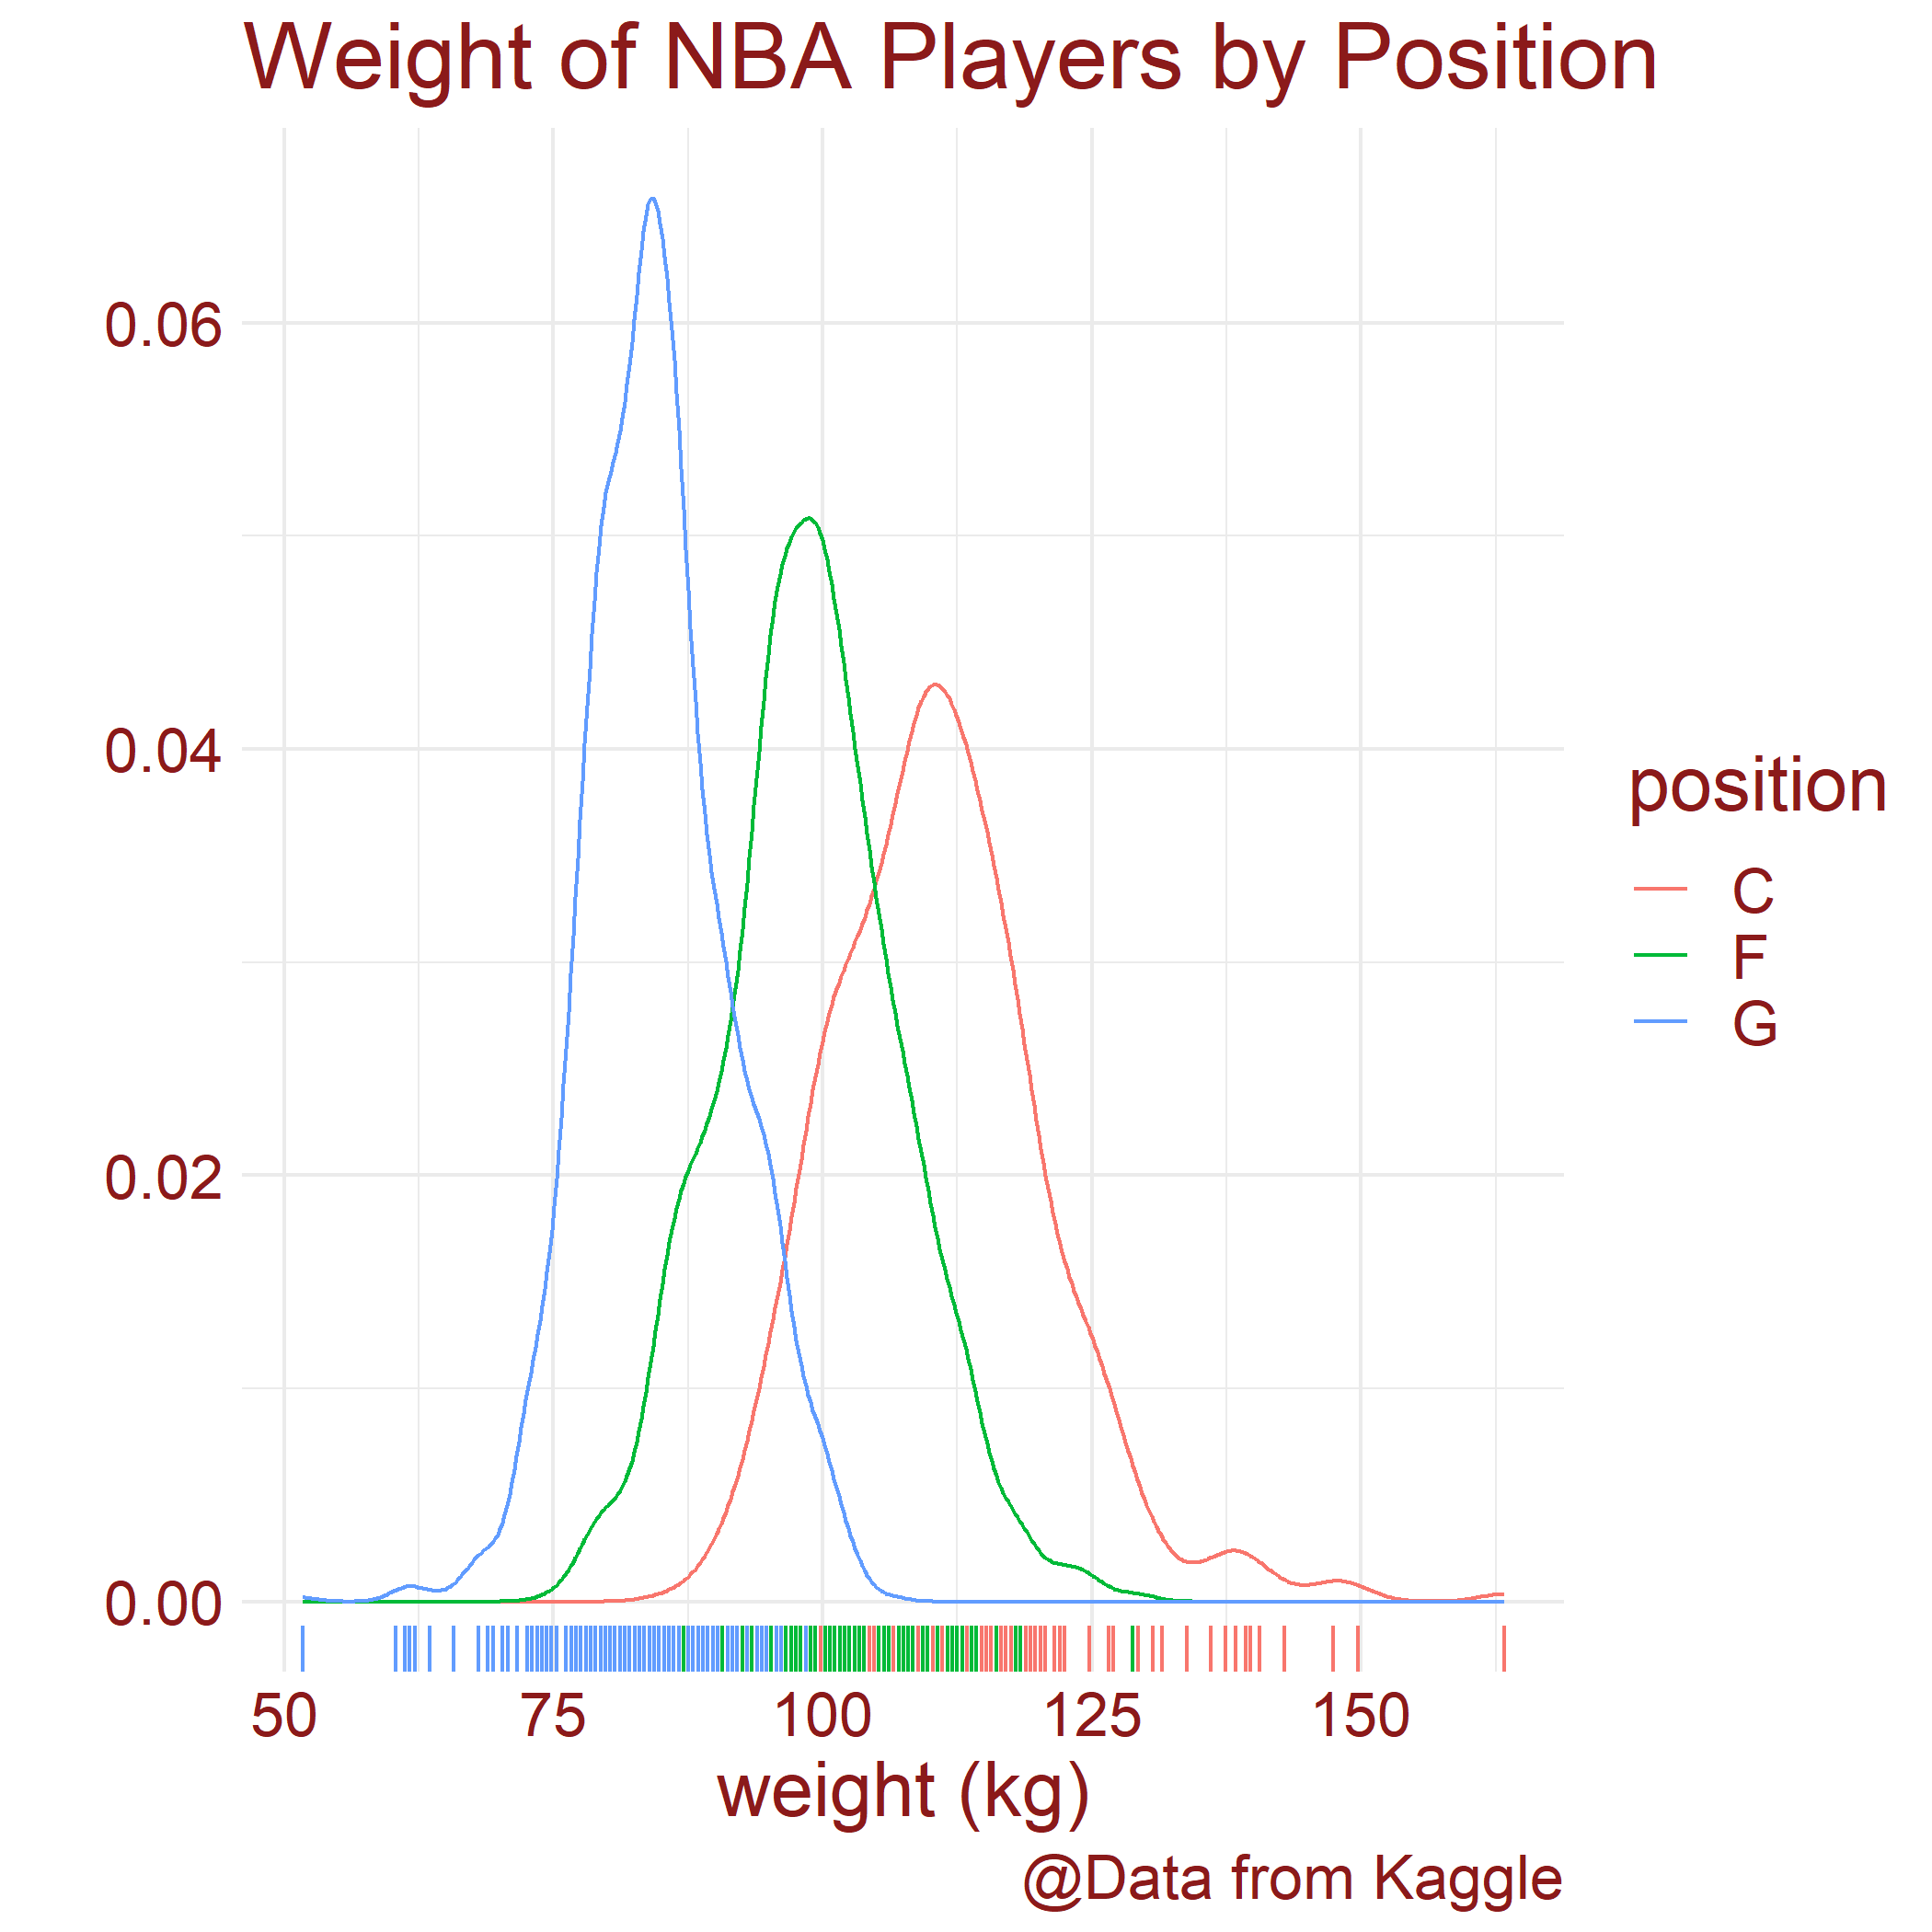 Weight of NBA Players by Position
0.06
0.04
0.02
0.00
50 75 100 125 150
weight (kg)
position
C
F
G
@Data from Kaggle